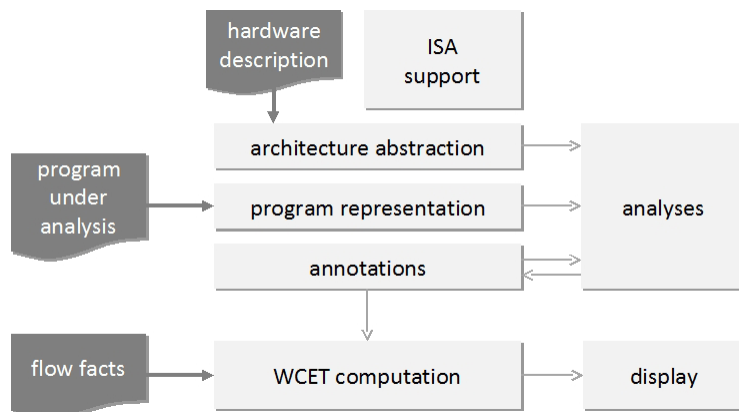 hardware
description
ISA
support
architecture abstraction
program
under
analysis
program representation
analyses
annotations
flow facts
WCET computation
display